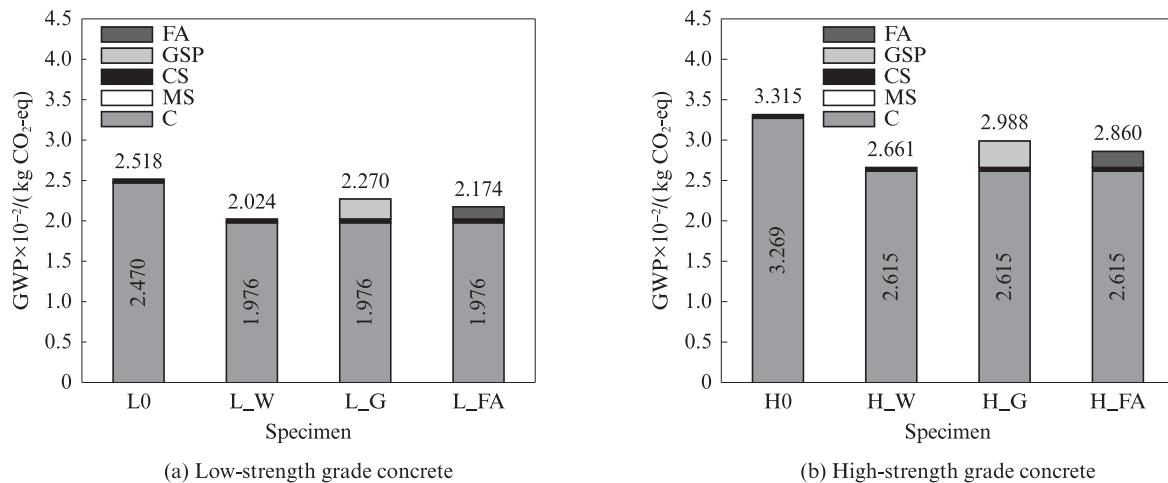 4.5
4.0
3.5
3.0
2.5
2.0
1.5
1.0
0.5
0
GWP×10⁻²/(kg CO₂-eq)
FA
GSP
CS
MS
C
2.518
2.024
2.270
2.174
2.470
1.976
1.976
1.976
L0 L_W L_G L_FA
Specimen
(a) Low-strength grade concrete
4.5
4.0
3.5
3.0
2.5
2.0
1.5
1.0
0.5
0
GWP×10⁻²/(kg CO₂-eq)
FA
GSP
CS
MS
C
3.315
2.661
2.988
2.860
3.269
2.615
2.615
2.615
H0 H_W H_G H_FA
Specimen
(b) High-strength grade concrete